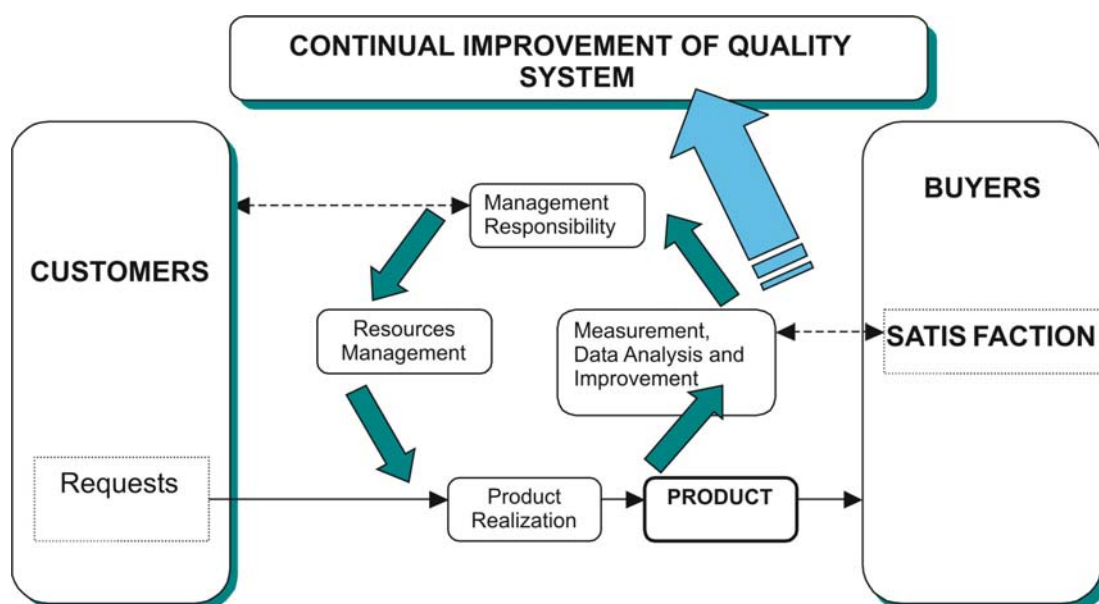 CONTINUAL IMPROVEMENT OF QUALITY
SYSTEM
CUSTOMERS
Requests
Management
Responsibility
Resources
Management
Measurement,
Data Analysis and
Improvement
Product
Realization
PRODUCT
BUYERS
SATIS FACTION